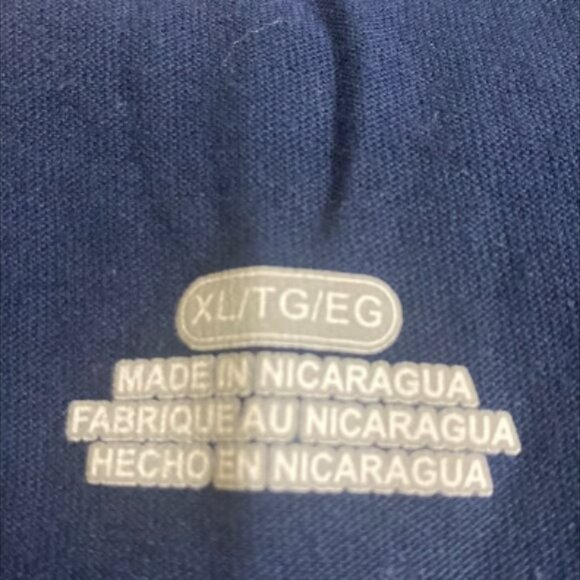 XL/TG/EG
MADE IN NICARAGUA
FABRIQUE AU NICARAGUA
HECHO EN NICARAGUA